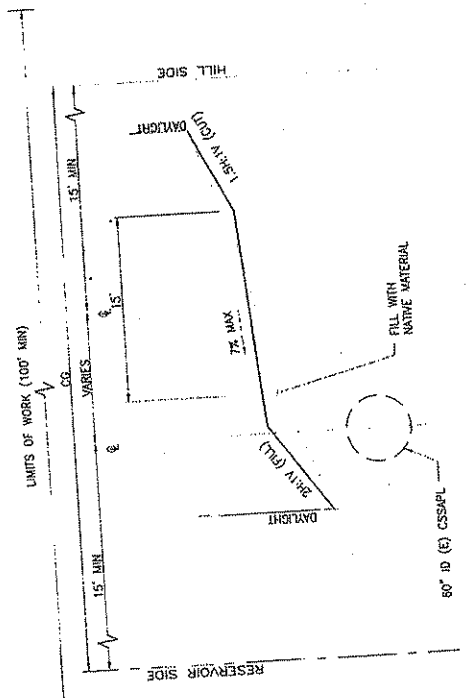 LIMITS OF WORK (100' MIN)
CG
VARIES
15' MIN
15' MIN
HILL SIDE
RESERVOIR SIDE
℄
℄
15'
DAYLIGHT
1.5H:1V (CUT)
7% MAX
2H:1V (FILL)
DAYLIGHT
FILL WITH
NATIVE MATERIAL
60" ID (E) CSSAPL